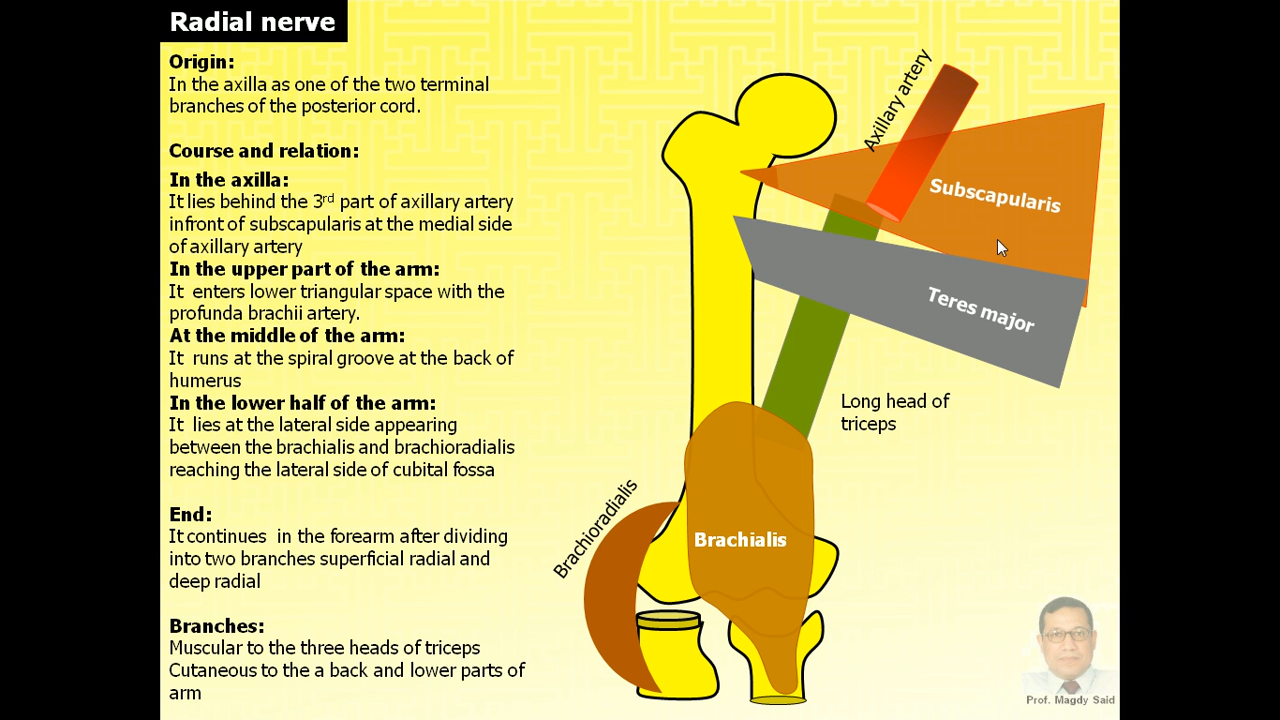 Radial nerve
Origin:
In the axilla as one of the two terminal
branches of the posterior cord.
Course and relation:
In the axilla:
It lies behind the 3rd part of axillary artery
infront of subscapularis at the medial side
of axillary artery
In the upper part of the arm:
It enters lower triangular space with the
profunda brachii artery.
At the middle of the arm:
It runs at the spiral groove at the back of
humerus
In the lower half of the arm:
It lies at the lateral side appearing
between the brachialis and brachioradialis
reaching the lateral side of cubital fossa
End:
It continues in the forearm after dividing
into two branches superficial radial and
deep radial
Branches:
Muscular to the three heads of triceps
Cutaneous to the a back and lower parts of
arm
Axillary artery
Subscapularis
Teres major
Long head of
triceps
Brachioradialis
Brachialis
Prof. Magdy Said